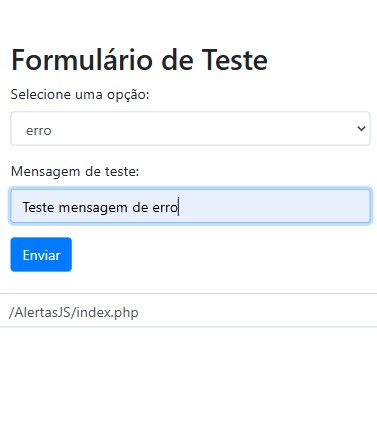 Formulário de Teste
Selecione uma opção:
erro
Mensagem de teste:
Teste mensagem de erro
Enviar
/AlertasJS/index.php